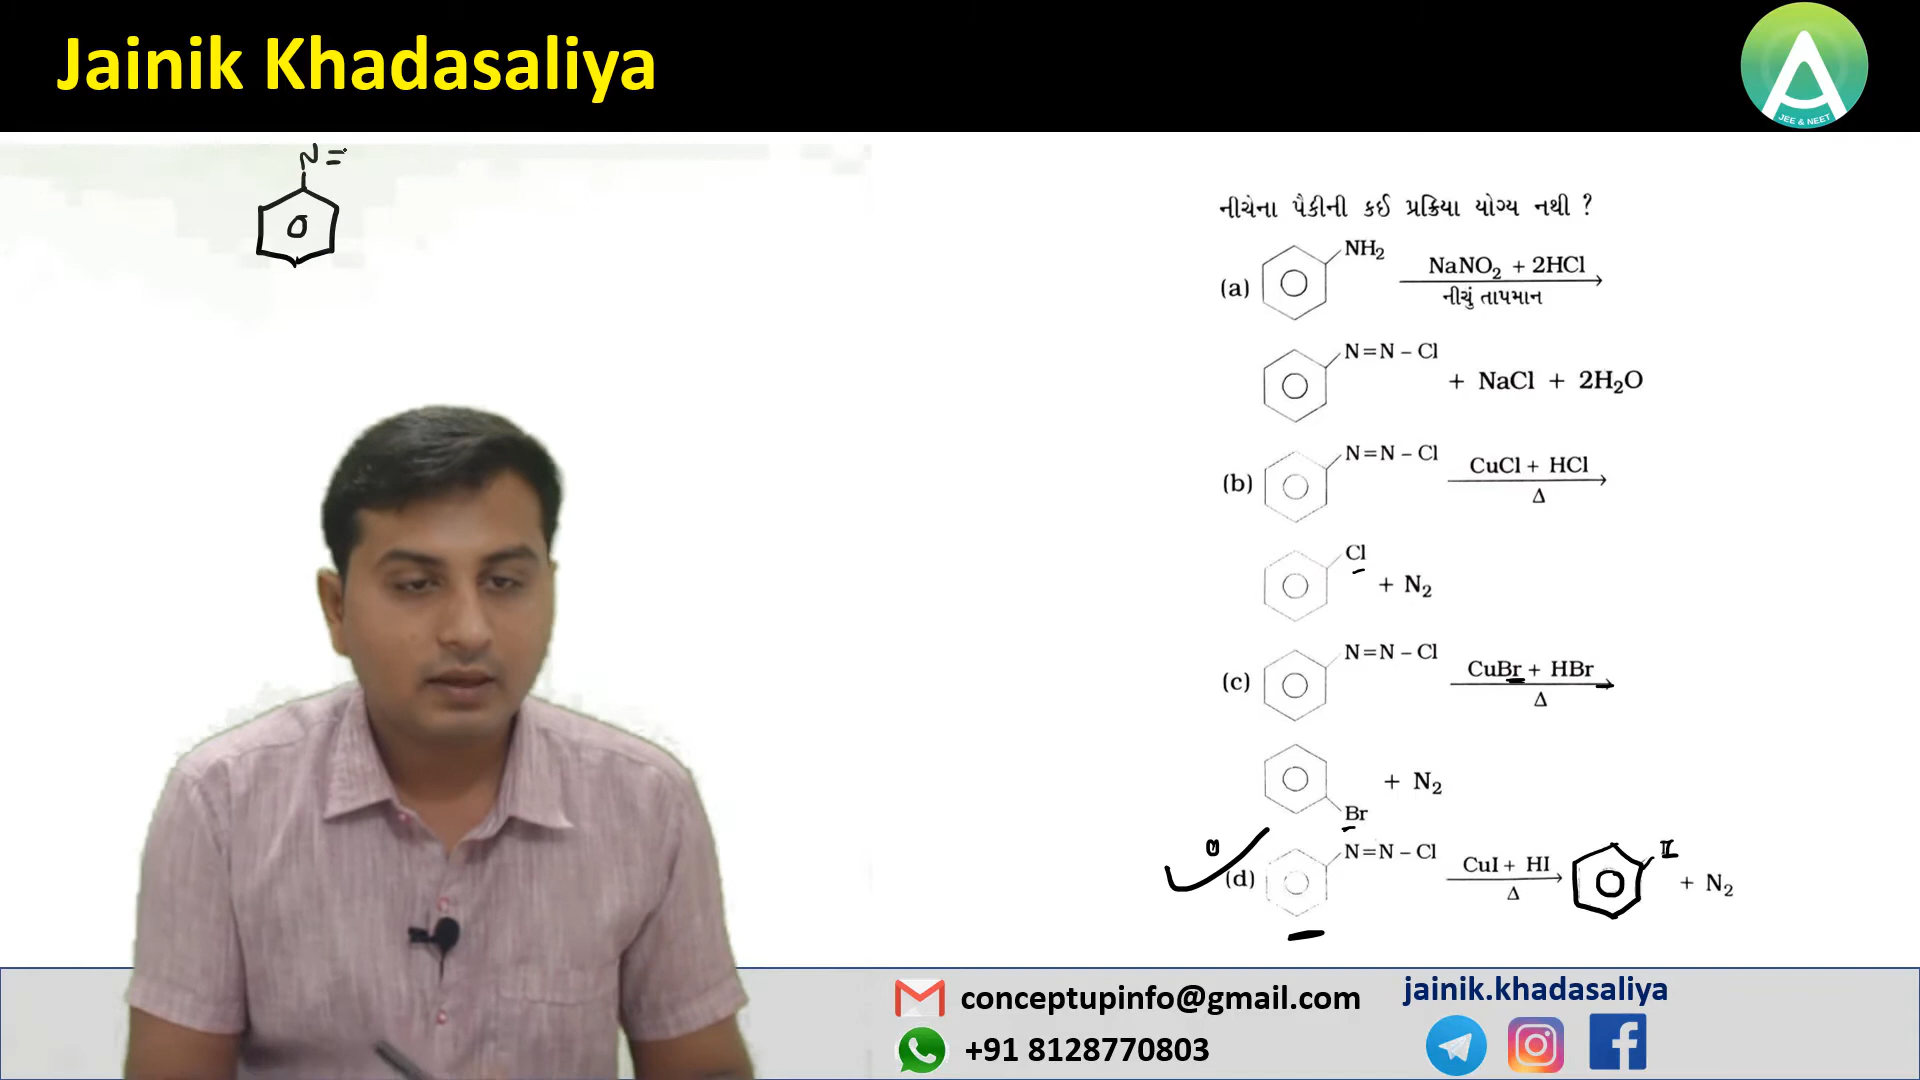 Jainik Khadasaliya
JEE & NEET
N =
નીચેના પૈકીની કઈ પ્રક્રિયા યોગ્ય નથી ?
NH₂
(a) NaNO₂ + 2HCl
નીચું તાપમાન
N=N – Cl
+ NaCl + 2H₂O
N=N – Cl
(b) CuCl + HCl
Δ
Cl
+ N₂
N=N – Cl
(c) CuBr + HBr
Δ
+ N₂
Br
N=N – Cl
(d) CuI + HI
Δ
I
+ N₂
conceptupinfo@gmail.com
+91 8128770803
jainik.khadasaliya